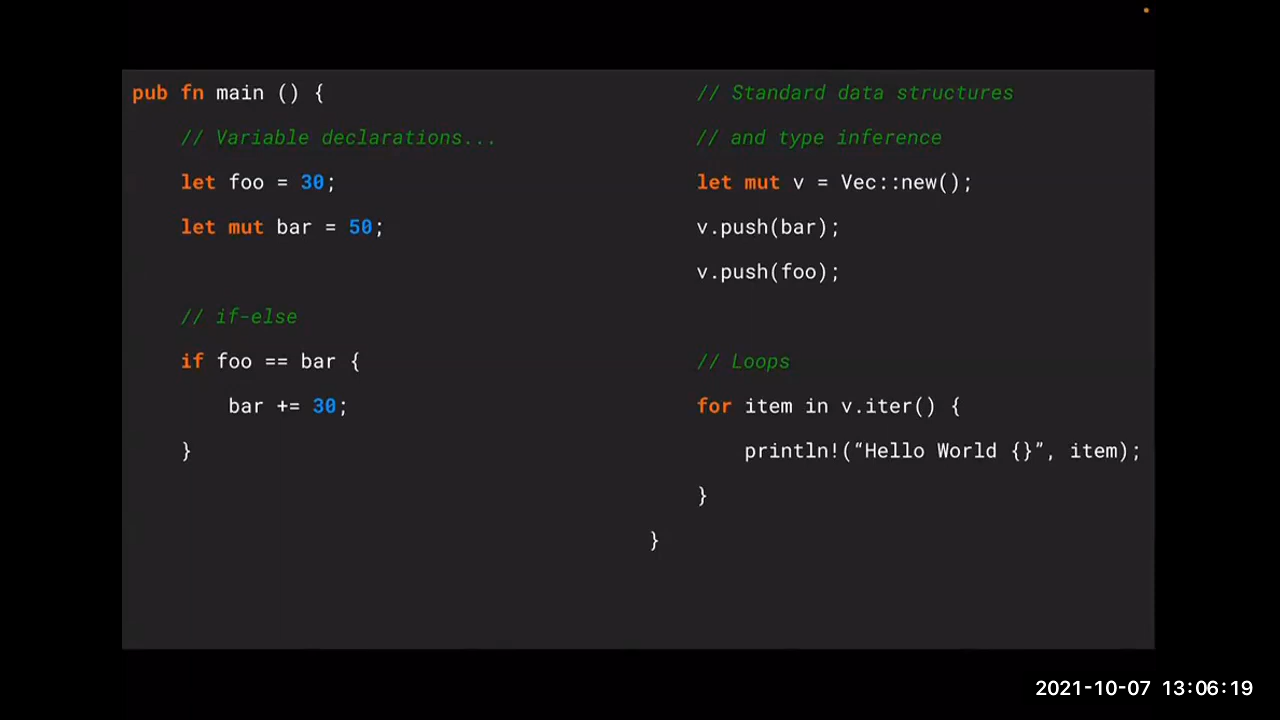 pub fn main () {
    // Variable declarations...
    let foo = 30;
    let mut bar = 50;

    // if-else
    if foo == bar {
        bar += 30;
    }

    // Standard data structures
    // and type inference
    let mut v = Vec::new();
    v.push(bar);
    v.push(foo);

    // Loops
    for item in v.iter() {
        println!(“Hello World {}”, item);
    }
}
2021-10-07 13:06:19